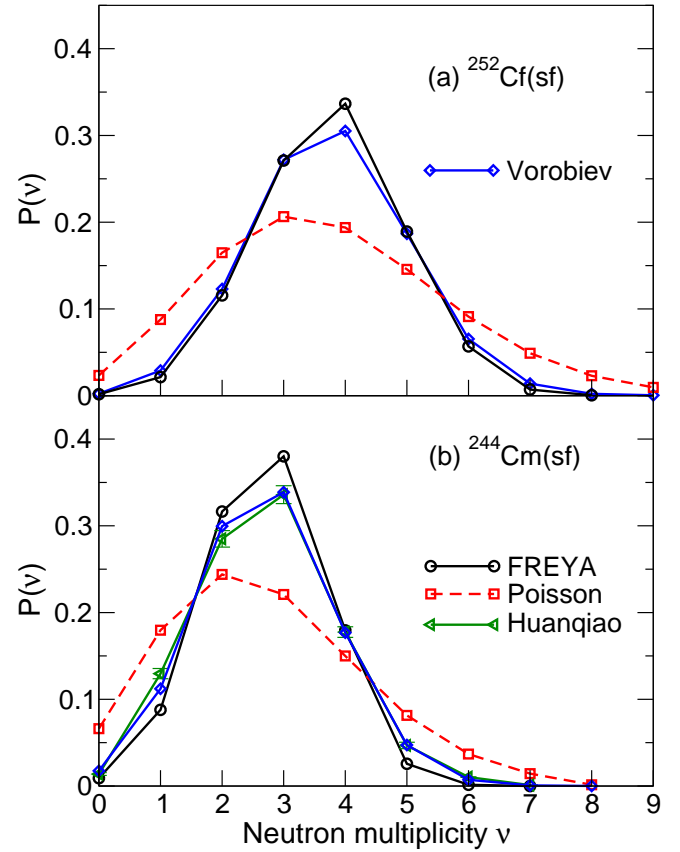 0.4
(a) ²⁵²Cf(sf)
0.3
Vorobiev
P(ν)
0.2
0.1
0
0.4
(b) ²⁴⁴Cm(sf)
0.3
FREYA
P(ν)
Poisson
0.2
Huanqiao
0.1
0
0 1 2 3 4 5 6 7 8 9
Neutron multiplicity ν